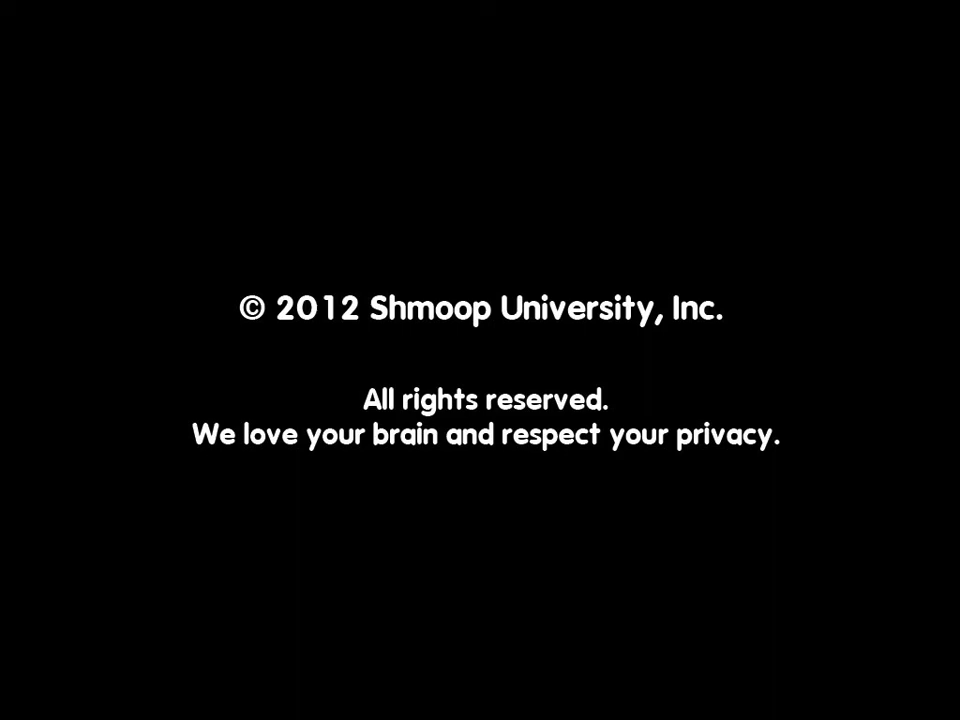 © 2012 Shmoop University, Inc.
All rights reserved.
We love your brain and respect your privacy.